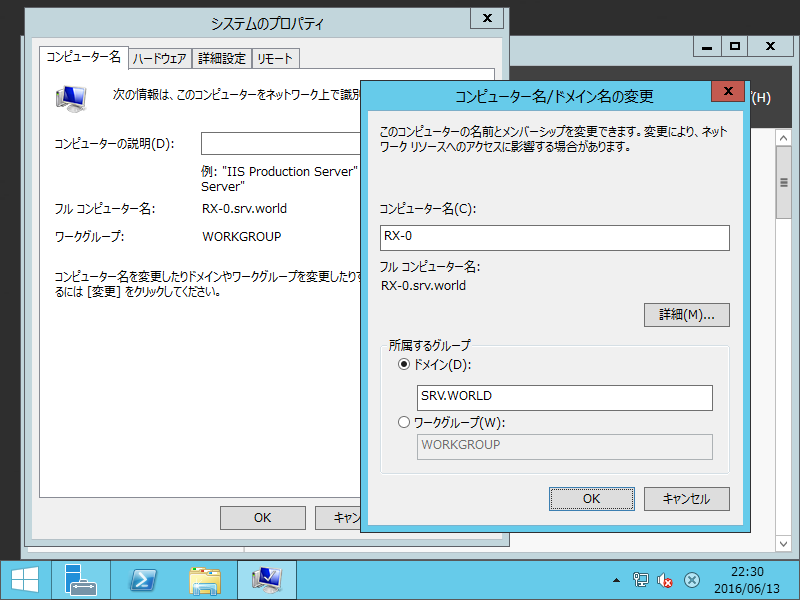 システムのプロパティ
コンピューター名
ハードウェア
詳細設定
リモート
次の情報は、このコンピューターをネットワーク上で識別
コンピューターの説明(D):
例: "IIS Production Server"
Server"
フル コンピューター名:
RX-0.srv.world
ワークグループ:
WORKGROUP
コンピューター名を変更したりドメインやワークグループを変更したりす
るには [変更] をクリックしてください。
OK
キャン
(H)
コンピューター名/ドメイン名の変更
このコンピューターの名前とメンバーシップを変更できます。変更により、ネット
ワーク リソースへのアクセスに影響する場合があります。
コンピューター名(C):
RX-0
フル コンピューター名:
RX-0.srv.world
詳細(M)...
所属するグループ
ドメイン(D):
SRV.WORLD
ワークグループ(W):
WORKGROUP
OK
キャンセル
22:30
2016/06/13